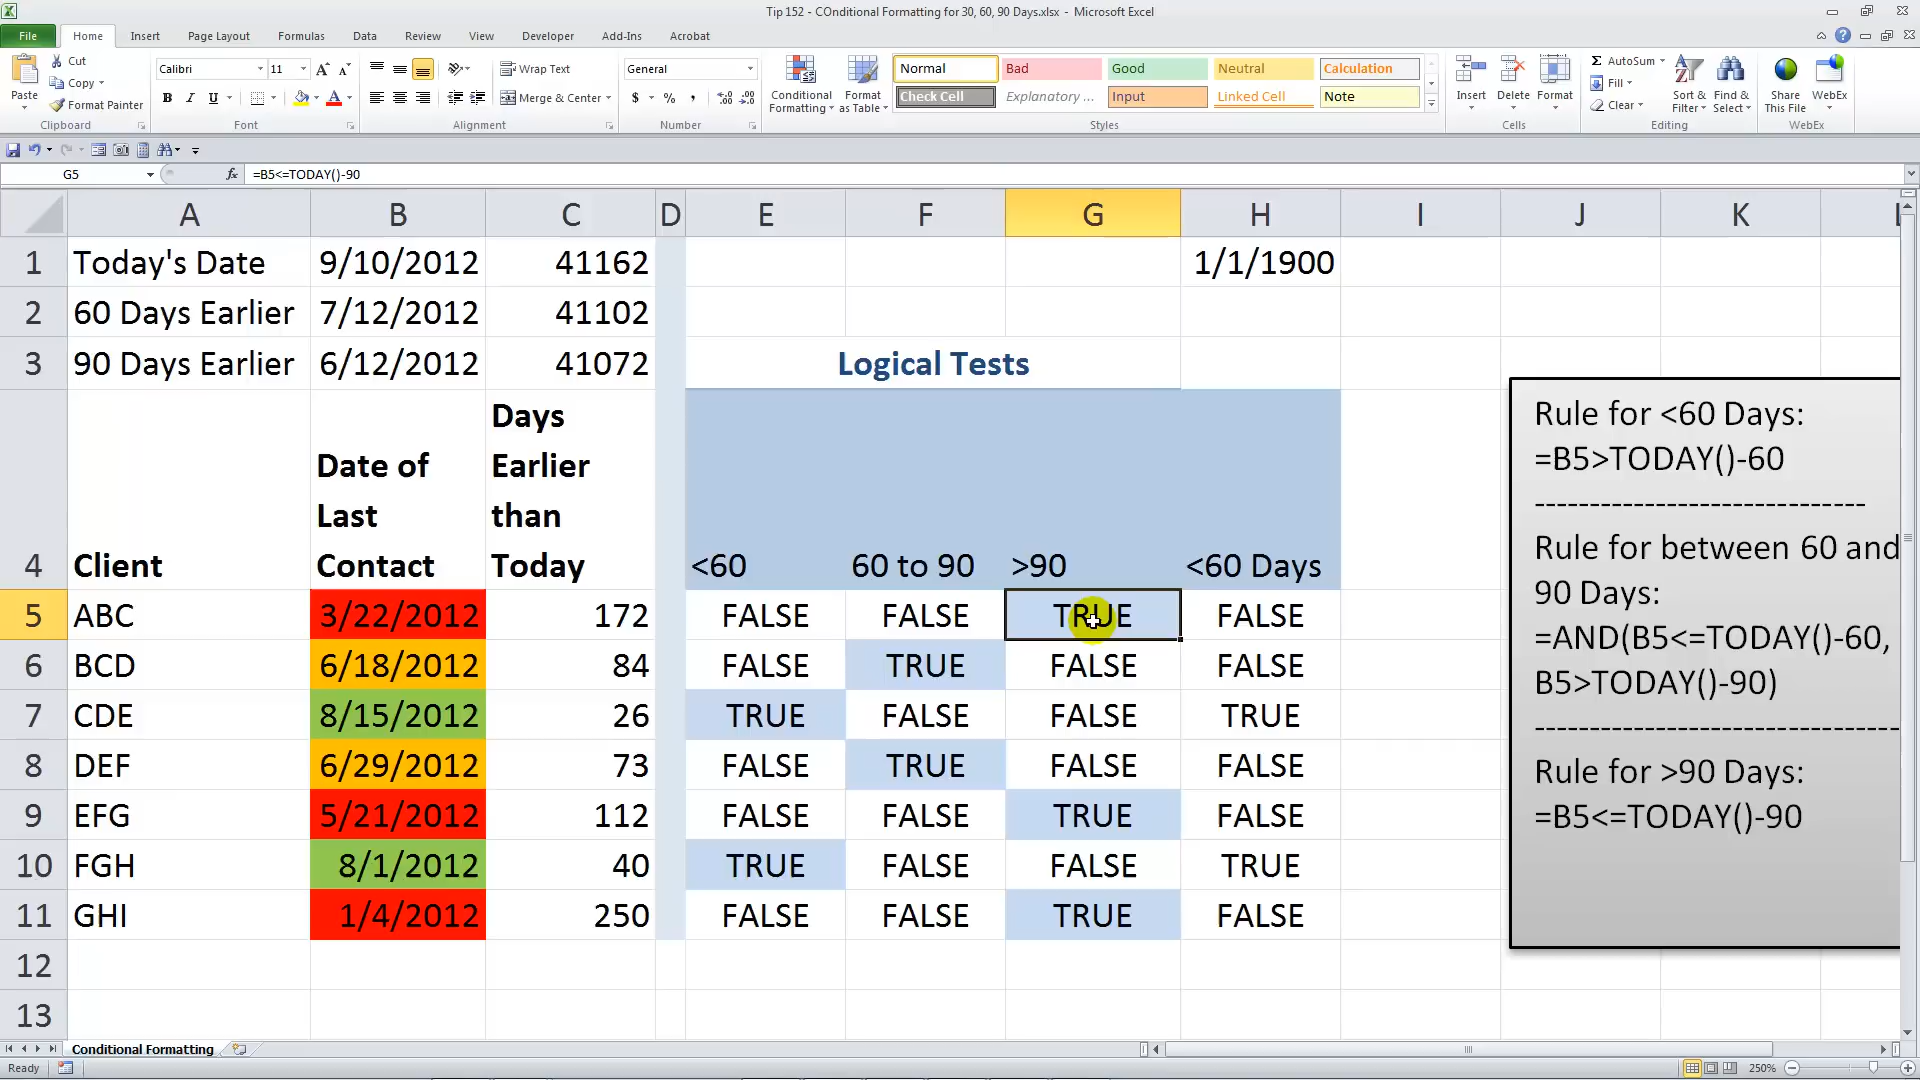 Tip 152 - COnditional Formatting for 30, 60, 90 Days.xlsx - Microsoft Excel
File Home Insert Page Layout Formulas Data Review View Developer Add-Ins Acrobat
Paste
Cut
Copy
Format Painter
Clipboard
Calibri 11
B I U
Font
Wrap Text
Merge & Center
Alignment
General
$ % ,
Number
Conditional Formatting
Format as Table
Normal Bad Good Neutral Calculation
Check Cell Explanatory ... Input Linked Cell Note
Styles
Insert Delete Format
Cells
AutoSum
Fill
Clear
Sort & Filter
Find & Select
Editing
Share This File
WebEx
WebEx
G5 fx =B5<=TODAY()-90
A B C D E F G H I J K
1 Today's Date 9/10/2012 41162 1/1/1900
2 60 Days Earlier 7/12/2012 41102
3 90 Days Earlier 6/12/2012 41072 Logical Tests
4 Client Date of Last Contact Days Earlier than Today <60 60 to 90 >90 <60 Days
5 ABC 3/22/2012 172 FALSE FALSE TRUE FALSE
6 BCD 6/18/2012 84 FALSE TRUE FALSE FALSE
7 CDE 8/15/2012 26 TRUE FALSE FALSE TRUE
8 DEF 6/29/2012 73 FALSE TRUE FALSE FALSE
9 EFG 5/21/2012 112 FALSE FALSE TRUE FALSE
10 FGH 8/1/2012 40 TRUE FALSE FALSE TRUE
11 GHI 1/4/2012 250 FALSE FALSE TRUE FALSE
12
13
Rule for <60 Days:
=B5>TODAY()-60
-----------------------------
Rule for between 60 and
90 Days:
=AND(B5<=TODAY()-60,
B5>TODAY()-90)
--------------------------------
Rule for >90 Days:
=B5<=TODAY()-90
Conditional Formatting
Ready 250%